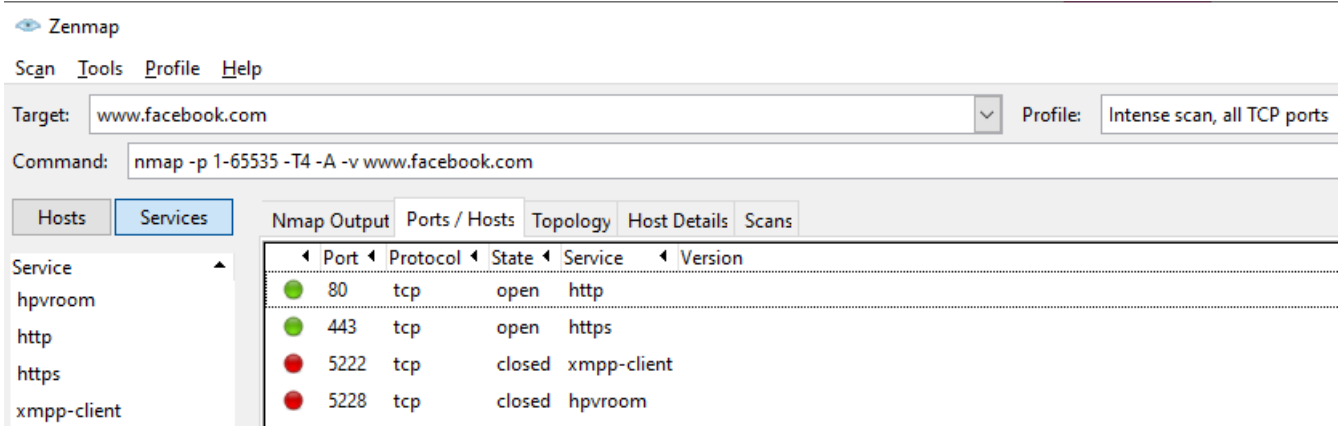 Zenmap
Scan Tools Profile Help
Target: www.facebook.com Profile: Intense scan, all TCP ports
Command: nmap -p 1-65535 -T4 -A -v www.facebook.com
Hosts Services Nmap Output Ports / Hosts Topology Host Details Scans
Service
Port Protocol State Service Version
80 tcp open http
443 tcp open https
5222 tcp closed xmpp-client
5228 tcp closed hpvroom
hpvroom
http
https
xmpp-client